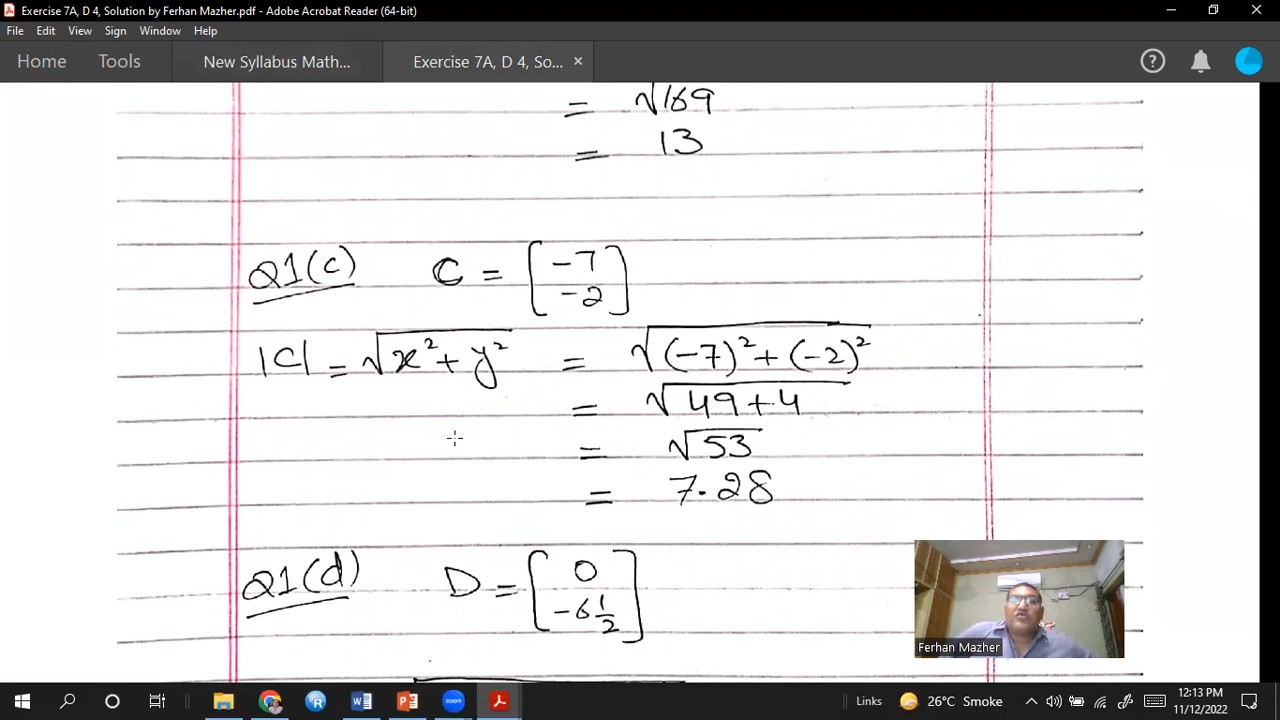 Exercise 7A, D 4, Solution by Ferhan Mazher.pdf - Adobe Acrobat Reader (64-bit)
File Edit View Sign Window Help
Home Tools New Syllabus Math... Exercise 7A, D 4, So... ×
= √169
= 13
Q1(c) C = [-7 -2]
|C| = √x² + y² = √(-7)² + (-2)²
= √49+4
= √53
= 7.28
Q1(d) D = [0 -6½]
Ferhan Mazher
Links 26°C Smoke 12:13 PM
11/12/2022